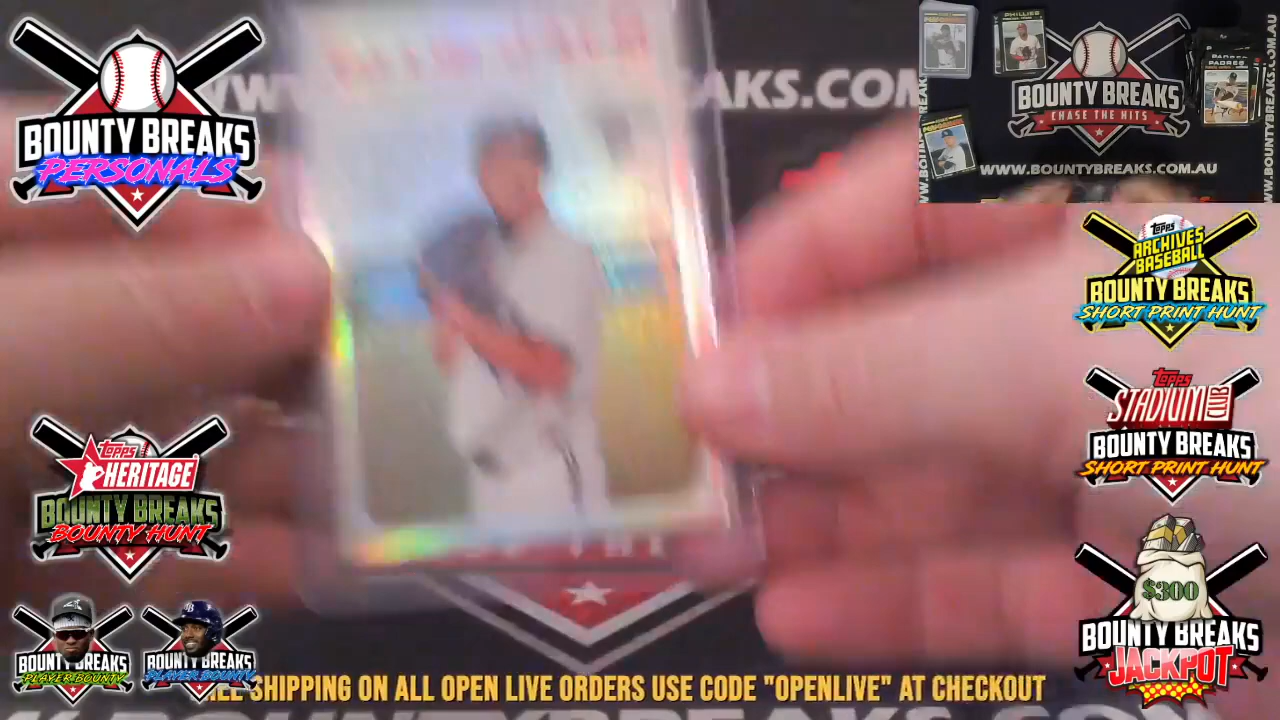 BOUNTY BREAKS
PERSONALS
AKS.COM
PHILLIES
PADRES
PADRES
BOUNTY BREAKS
CHASE THE HITS
WWW.BOUNTYBREAKS.COM.AU
topps
ARCHIVES
BASEBALL
BOUNTY BREAKS
SHORT PRINT HUNT
topps
STADIUM CLUB
BOUNTY BREAKS
SHORT PRINT HUNT
topps
HERITAGE
BOUNTY BREAKS
BOUNTY HUNT
BOUNTY BREAKS
PLAYER BOUNTY
BOUNTY BREAKS
PLAYER BOUNTY
$300
BOUNTY BREAKS
JACKPOT
SHIPPING ON ALL OPEN LIVE ORDERS USE CODE "OPENLIVE" AT CHECKOUT